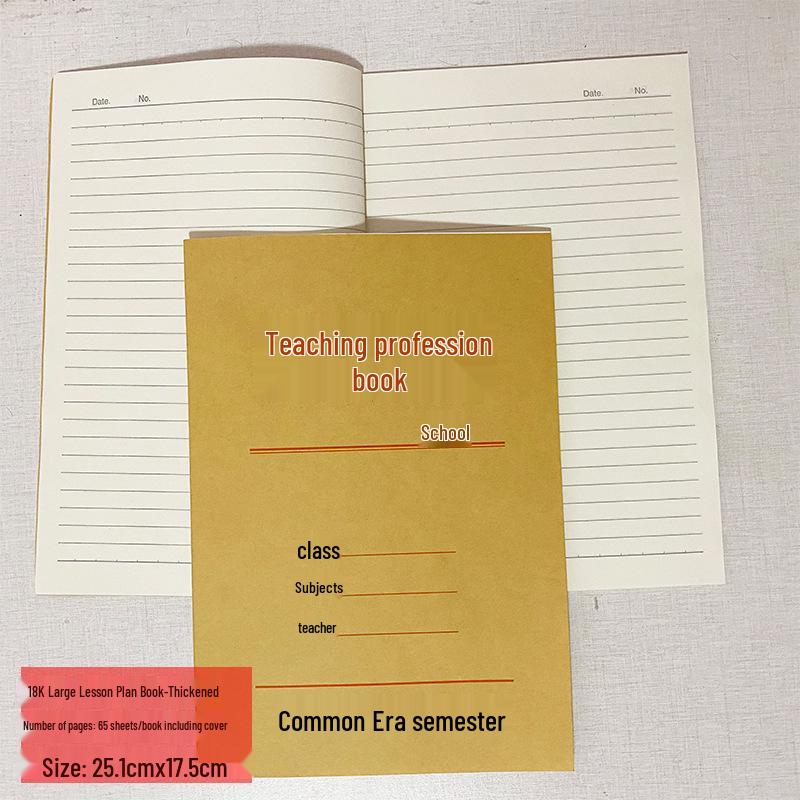 Date. No.
Date. No.
Teaching profession
book
School
class
Subjects
teacher
Common Era semester
18K Large Lesson Plan Book-Thickened
Number of pages: 65 sheets/book including cover
Size: 25.1cmx17.5cm